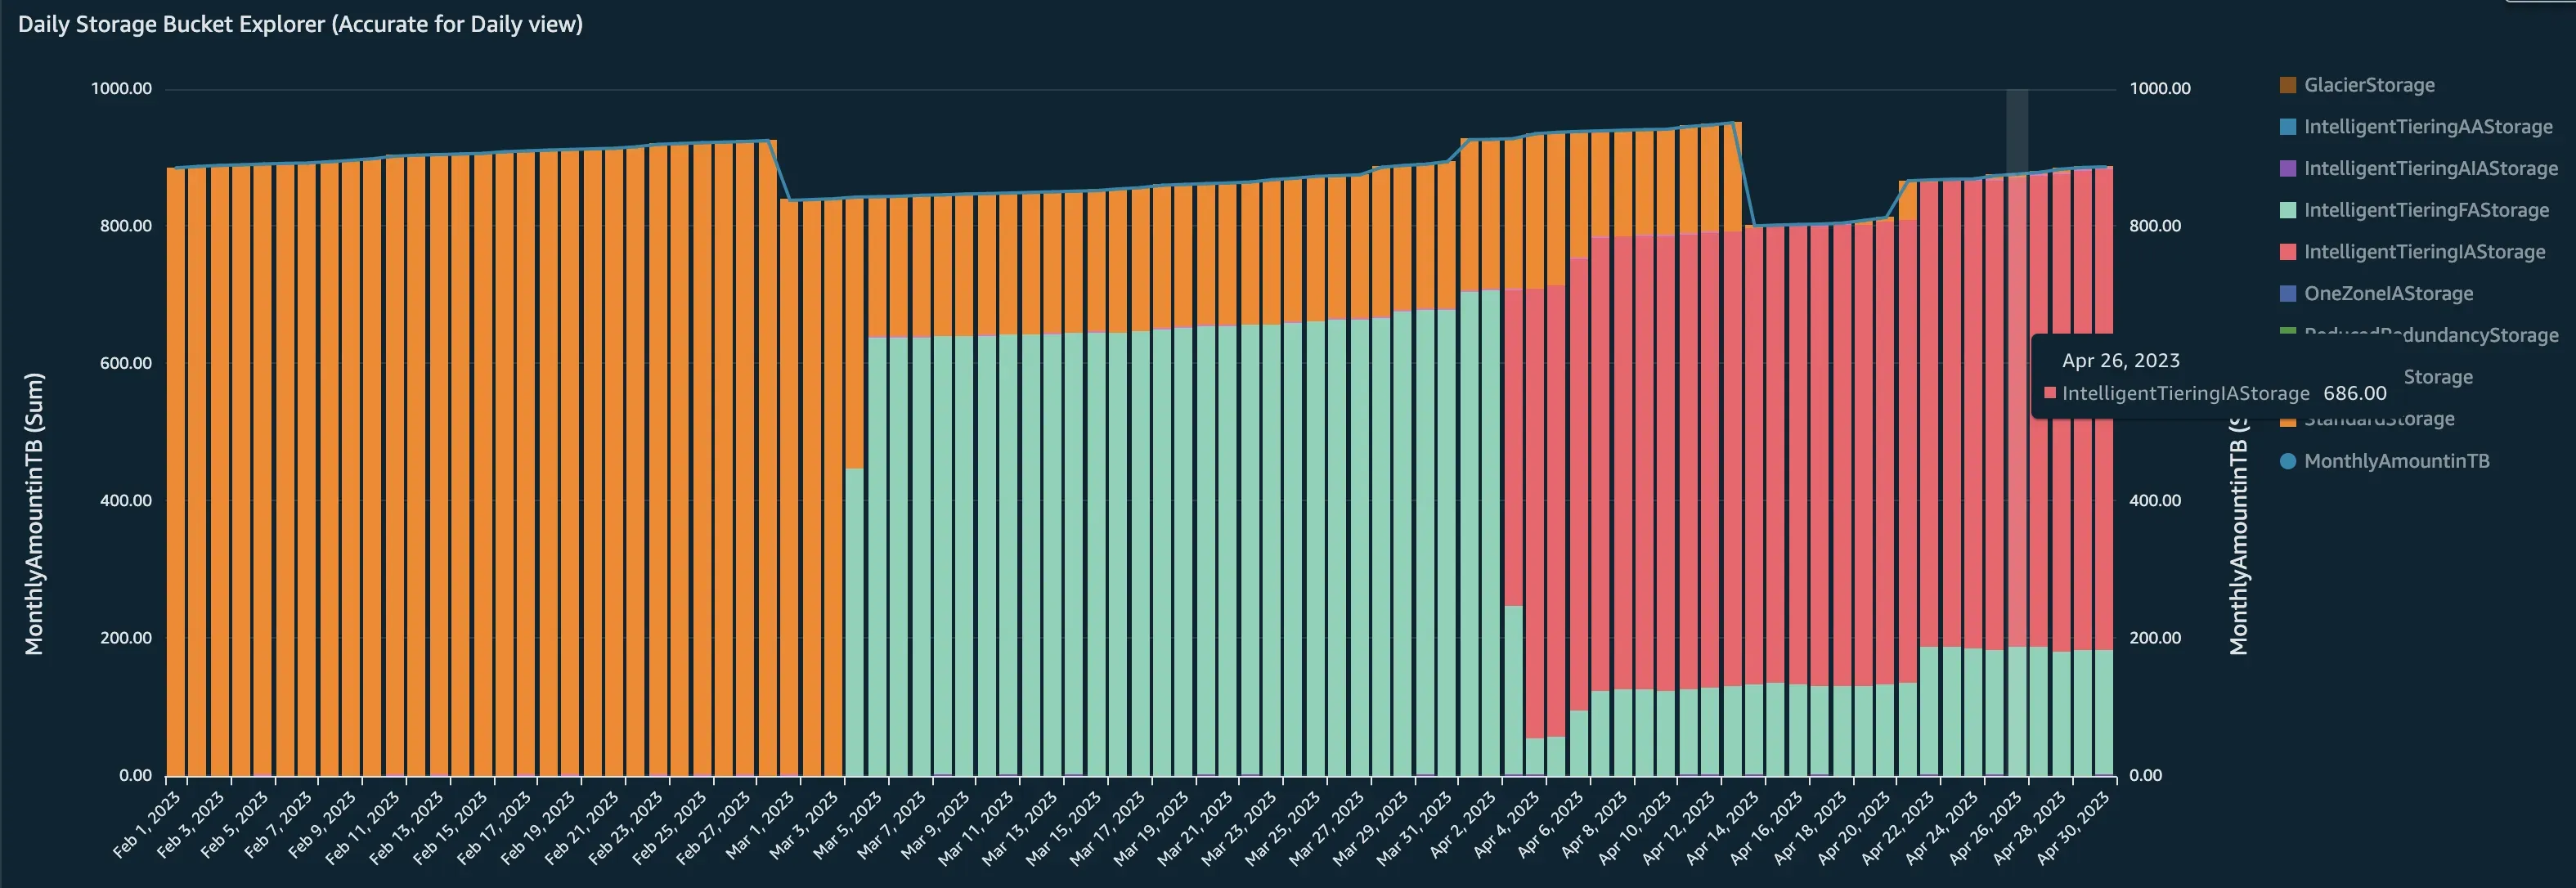 Daily Storage Bucket Explorer (Accurate for Daily view)
MonthlyAmountinTB (Sum)
1000.00
800.00
600.00
400.00
200.00
0.00
Feb 1, 2023
Feb 3, 2023
Feb 5, 2023
Feb 7, 2023
Feb 9, 2023
Feb 11, 2023
Feb 13, 2023
Feb 15, 2023
Feb 17, 2023
Feb 19, 2023
Feb 21, 2023
Feb 23, 2023
Feb 25, 2023
Feb 27, 2023
Mar 1, 2023
Mar 3, 2023
Mar 5, 2023
Mar 7, 2023
Mar 9, 2023
Mar 11, 2023
Mar 13, 2023
Mar 15, 2023
Mar 17, 2023
Mar 19, 2023
Mar 21, 2023
Mar 23, 2023
Mar 25, 2023
Mar 27, 2023
Mar 29, 2023
Mar 31, 2023
Apr 2, 2023
Apr 4, 2023
Apr 6, 2023
Apr 8, 2023
Apr 10, 2023
Apr 12, 2023
Apr 14, 2023
Apr 16, 2023
Apr 18, 2023
Apr 20, 2023
Apr 22, 2023
Apr 24, 2023
Apr 26, 2023
Apr 28, 2023
Apr 30, 2023
1000.00
800.00
400.00
200.00
0.00
MonthlyAmountinTB
Apr 26, 2023
IntelligentTieringIAStorage 686.00
GlacierStorage
IntelligentTieringAAStorage
IntelligentTieringAIAStorage
IntelligentTieringFAStorage
IntelligentTieringIAStorage
OneZoneIAStorage
ReducedRedundancyStorage
Storage
StandardStorage
MonthlyAmountinTB